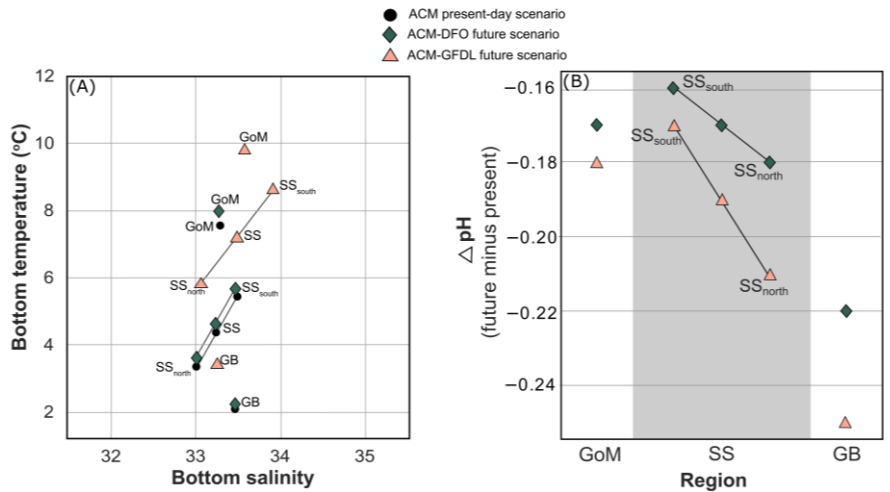 ACM present-day scenario
ACM-DFO future scenario
ACM-GFDL future scenario
(A)
12
10
8
6
4
2
Bottom temperature (°C)
GoM
SSsouth
GoM
GoM
SS
SSnorth
SSsouth
SS
GB
SSnorth
GB
32
33
34
35
Bottom salinity
(B)
−0.16
−0.18
−0.20
−0.22
−0.24
△ pH
(future minus present)
SSsouth
SSsouth
SSnorth
SSnorth
GoM
SS
GB
Region